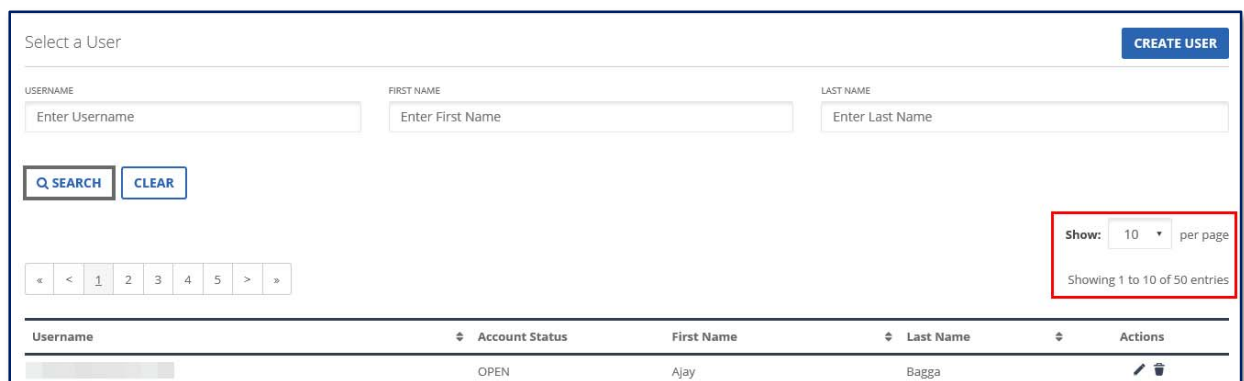 Select a User
CREATE USER
USERNAME FIRST NAME LAST NAME
Enter Username Enter First Name Enter Last Name
SEARCH CLEAR
Show: 10 per page
« < 1 2 3 4 5 > »
Showing 1 to 10 of 50 entries
Username Account Status First Name Last Name Actions
OPEN Ajay Bagga